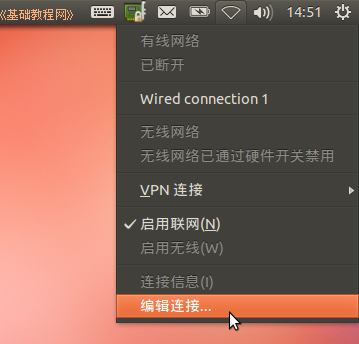 《基础教程网》
14:51
有线网络
已断开
Wired connection 1
无线网络
无线网络已通过硬件开关禁用
VPN 连接
启用联网(N)
启用无线(W)
连接信息(I)
编辑连接...